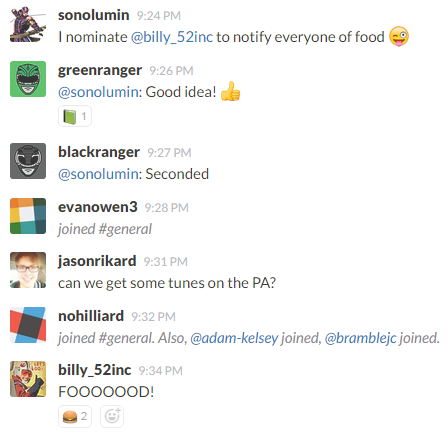 sonolumin 9:24 PM
I nominate @billy_52inc to notify everyone of food
greenranger 9:26 PM
@sonolumin: Good idea!
1
blackranger 9:27 PM
@sonolumin: Seconded
evanowen3 9:28 PM
joined #general
jasonrikard 9:31 PM
can we get some tunes on the PA?
nohilliard 9:32 PM
joined #general. Also, @adam-kelsey joined, @bramblejc joined.
billy_52inc 9:34 PM
FOOOOOOD!
2